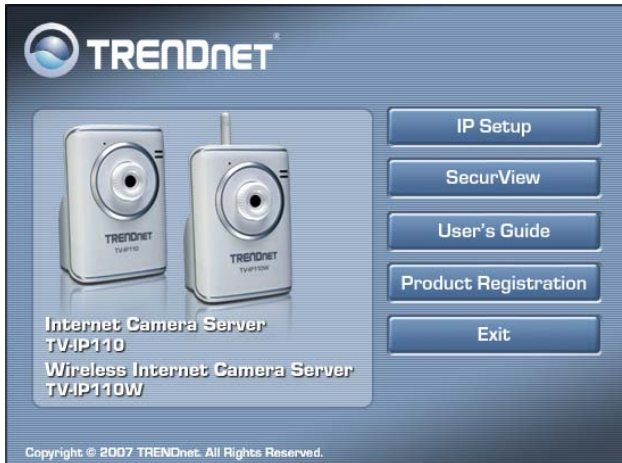 TRENDNET
IP Setup
SecurView
User's Guide
Product Registration
Exit
TRENDNET
TV-IP110
TRENDNET
TV-IP110W
Internet Camera Server
TV-IP110
Wireless Internet Camera Server
TV-IP110W
Copyright © 2007 TRENDnet. All Rights Reserved.